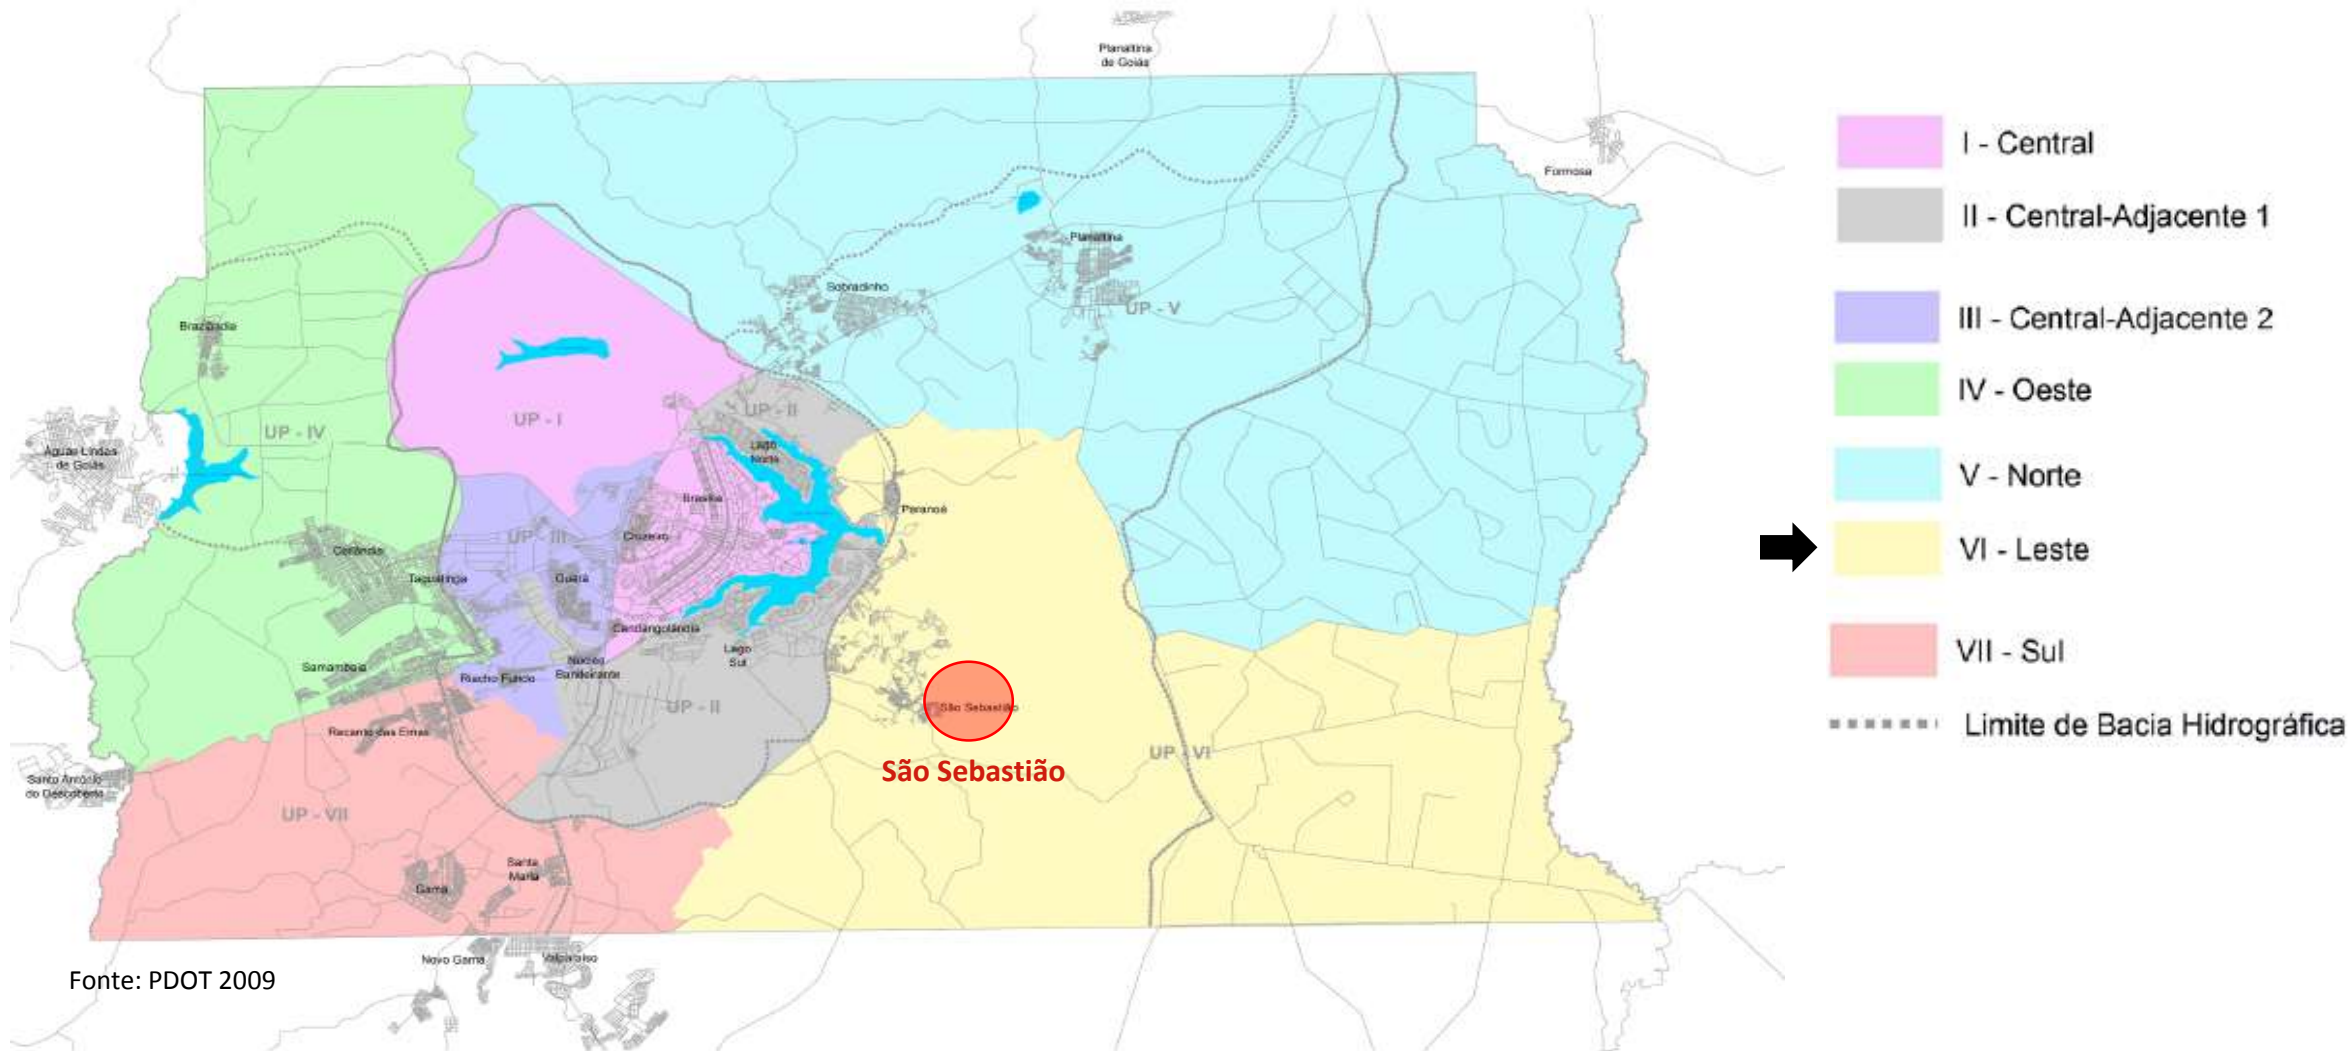 Planaltina
de Goiás
Formosa
Planaltina
UP - V
Sobradinho
Brazlândia
UP - IV
UP - I
UP - II
Lago
Norte
Águas Lindas
de Goiás
Brasília
Paranoá
Cruzeiro
UP - III
Ceilândia
Taguatinga
Guará
Candangolândia
Lago
Sul
Núcleo
Bandeirante
Samambaia
Riacho Fundo
UP - II
São Sebastião
São Sebastião
Recanto das Emas
UP - VI
Santo Antônio
do Descoberto
UP - VII
Santa
Maria
Gama
Novo Gama
Valparaíso
Fonte: PDOT 2009
I - Central
II - Central-Adjacente 1
III - Central-Adjacente 2
IV - Oeste
V - Norte
VI - Leste
VII - Sul
Limite de Bacia Hidrográfica